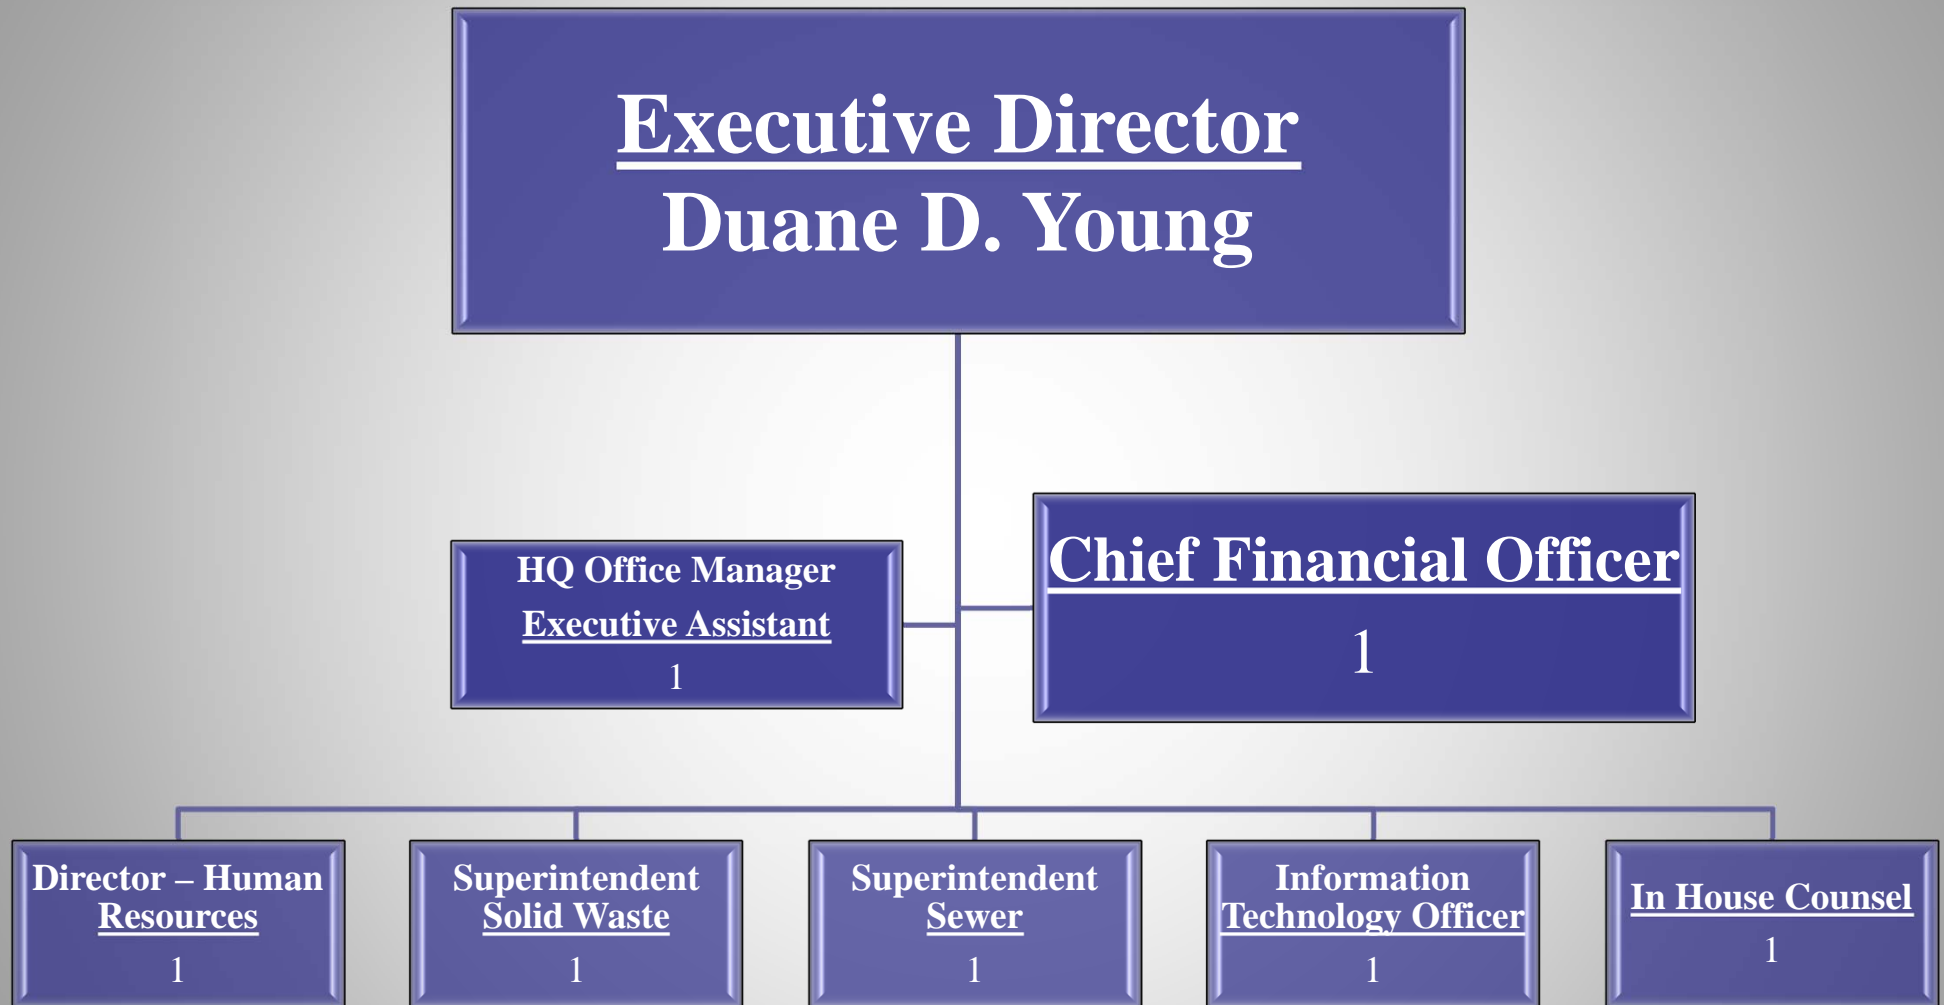 Executive Director
Duane D. Young
HQ Office Manager
Executive Assistant
1
Chief Financial Officer
1
Director – Human
Resources
1
Superintendent
Solid Waste
1
Superintendent
Sewer
1
Information
Technology Officer
1
In House Counsel
1